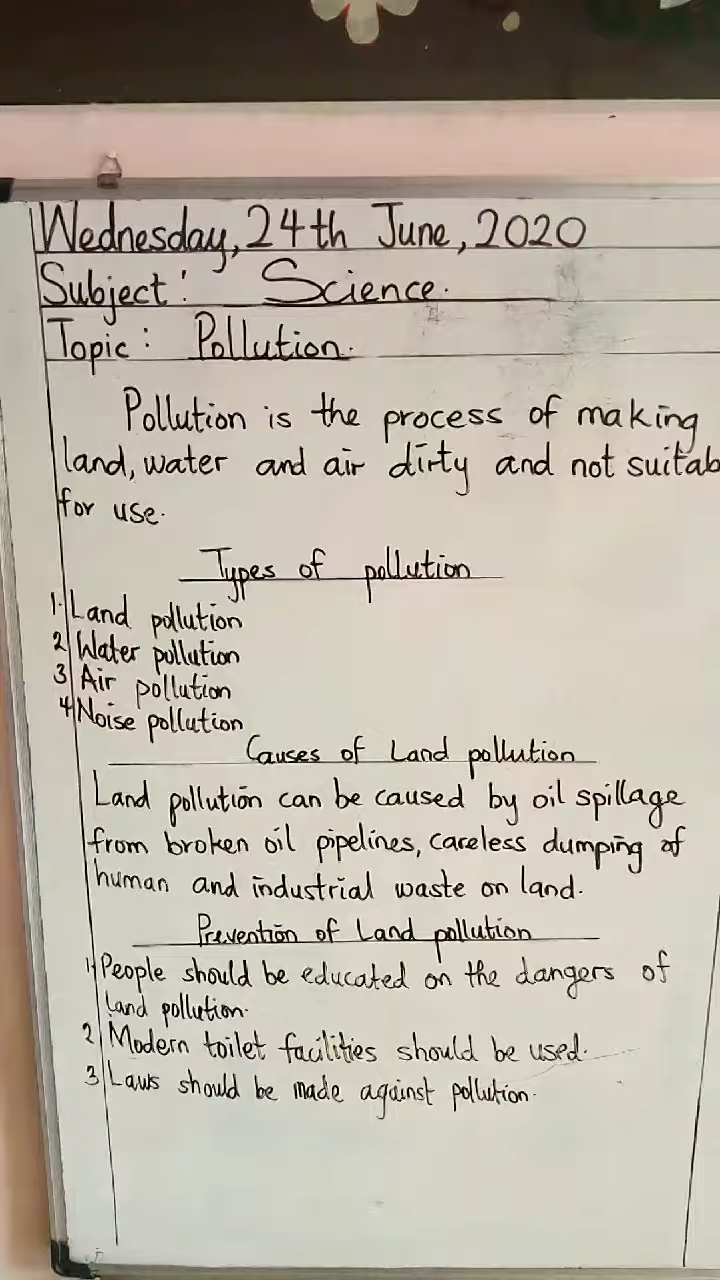 Wednesday, 24th June, 2020
Subject: Science.
Topic: Pollution.
Pollution is the process of making
land, water and air dirty and not suitab
for use.
Types of pollution
1. Land pollution
2 Water pollution
3 Air pollution
4 Noise pollution
Causes of Land pollution
Land pollution can be caused by oil spillage
from broken oil pipelines, careless dumping of
human and industrial waste on land.
Prevention of Land pollution
1 People should be educated on the dangers of
land pollution.
2 Modern toilet facilities should be used.
3 Laws should be made against pollution.